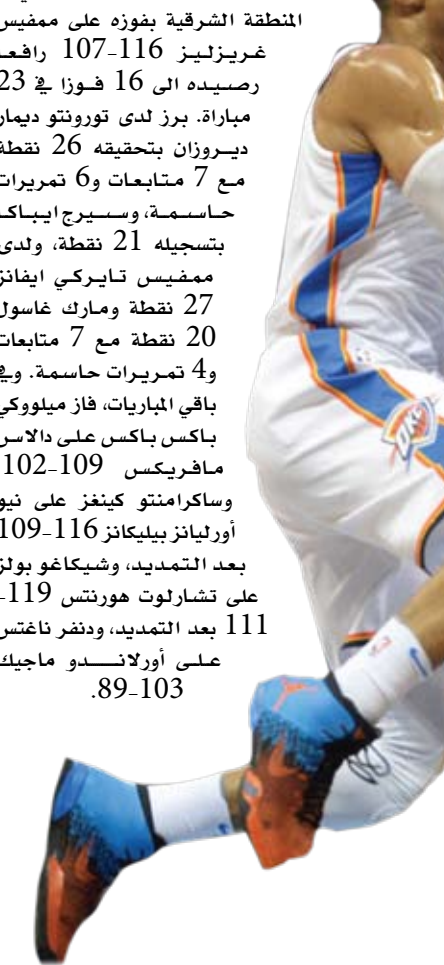 المنطقة الشرقية بفوزه على ممفيس
غريزليز 116-107 رافعا
رصيده الى 16 فوزا في 23
مباراة. برز لدى تورونتو ديمار
ديروزان بتحقيقه 26 نقطة
مع 7 متابعات و6 تمريرات
حاسمة، وسيرج ايباكا
بتسجيله 21 نقطة، ولدى
ممفيس تايركي ايفانز
27 نقطة ومارك غاسول
20 نقطة مع 7 متابعات
و4 تمريرات حاسمة. وفي
باقي المباريات، فاز ميلووكي
باكس باكس على دالاس
مافريكس 109-102،
وساكرامنتو كينغز على نيو
أورليانز بيليكانز 116-109
بعد التمديد، وشيكاغو بولز
على تشارلوت هورنتس 119-
111 بعد التمديد، ودنفر ناغتس
على أورلاندو ماجيك
103-89.
OKC